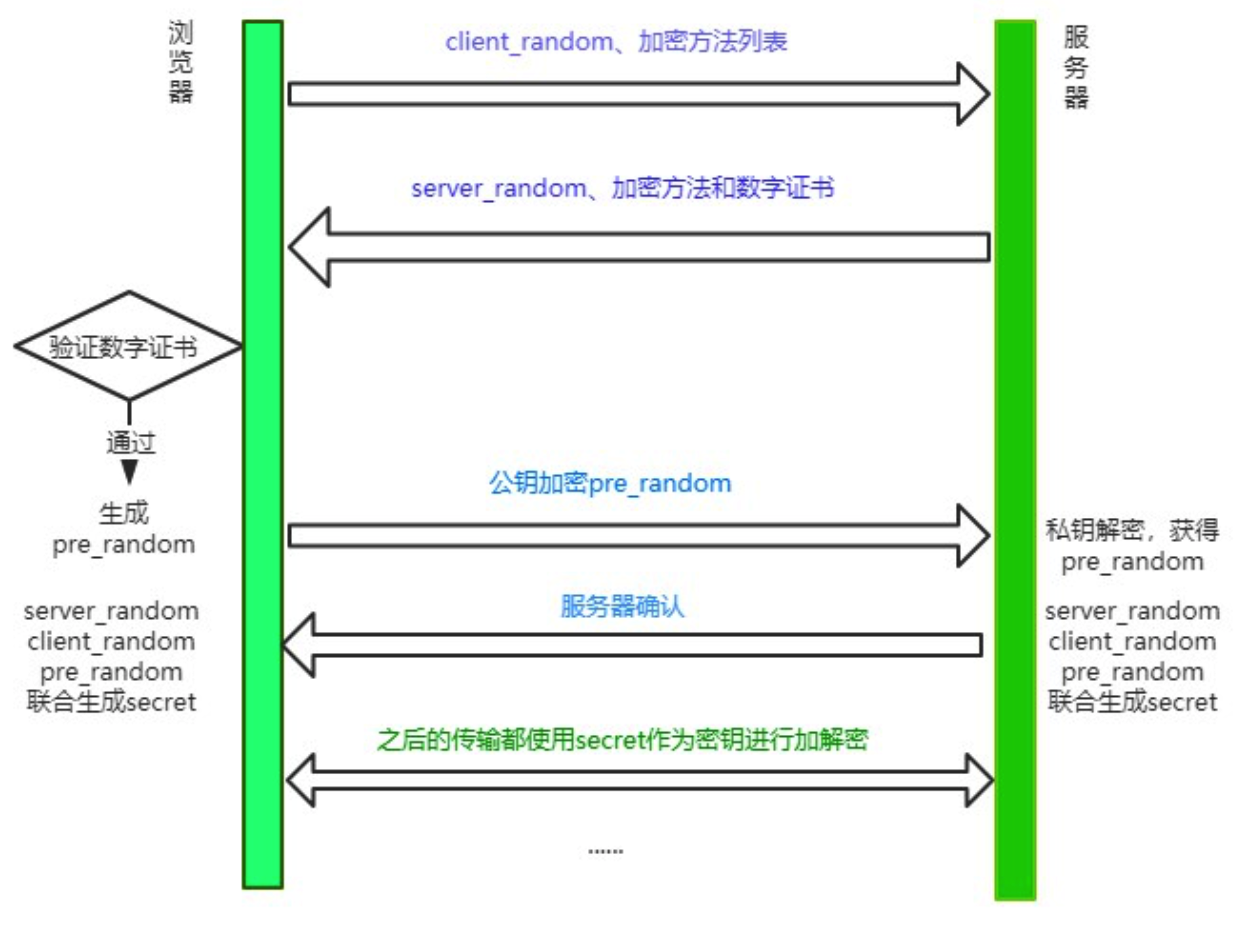 浏览器
服务器
client_random、加密方法列表
server_random、加密方法和数字证书
验证数字证书
通过
生成
pre_random
公钥加密pre_random
私钥解密，获得
pre_random
服务器确认
server_random
client_random
pre_random
联合生成secret
server_random
client_random
pre_random
联合生成secret
之后的传输都使用secret作为密钥进行加解密
......